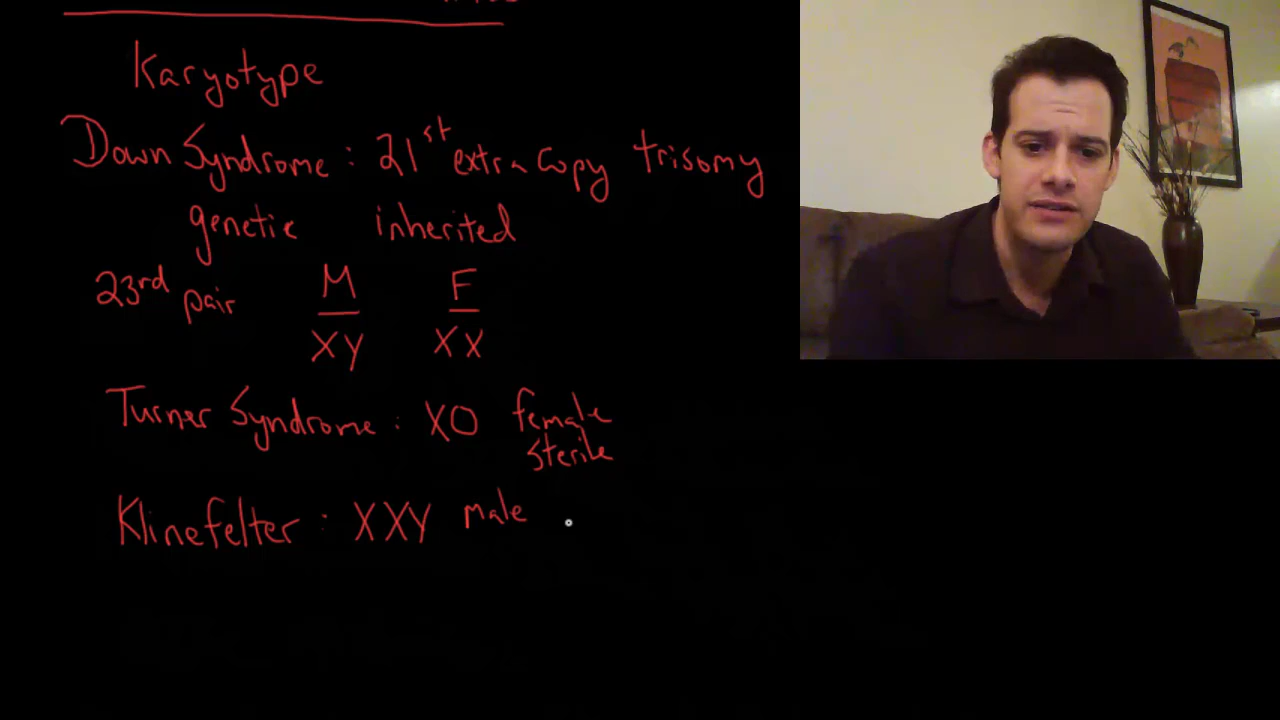 Karyotype
Down Syndrome : 21st extra copy trisomy
genetic inherited
23rd pair
M F
XY XX
Turner Syndrome : XO female
sterile
Klinefelter : XXY male